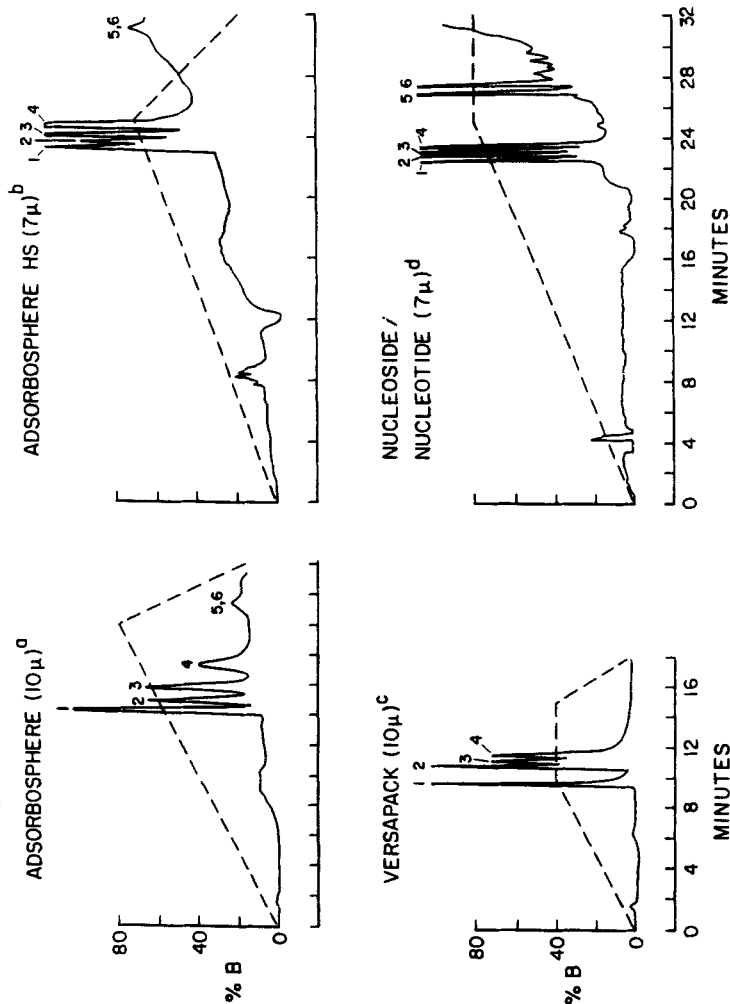 ADSORBOSPHERE (10μ)a
1
2 3
4
5,6
80
40
0
% B
ADSORBOSPHERE HS (7μ)b
1 2 3 4
5,6
VERSAPACK (10μ)c
1 2
3 4
80
40
0
% B
0 4 8 12 16
MINUTES
NUCLEOSIDE/
NUCLEOTIDE (7μ)d
1 2 3 4
5 6
0 4 8 12 16 20 24 28 32
MINUTES